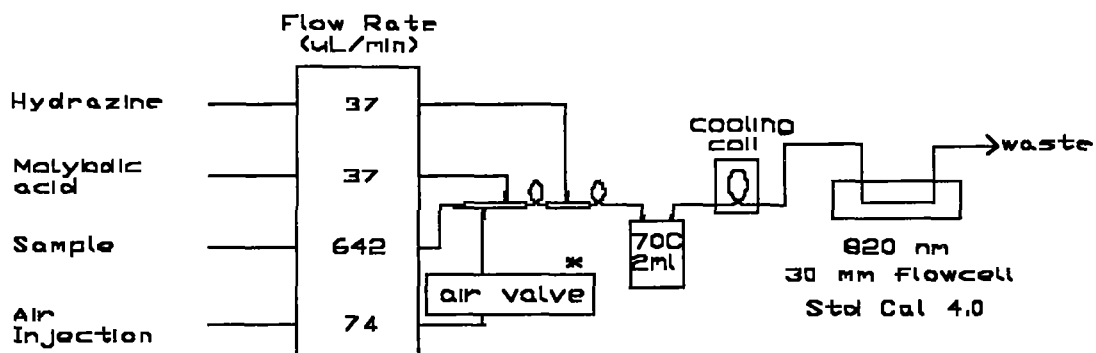 Flow Rate
(uL/min)
Hydrazine
37
cooling
coil
waste
Molybdic
acid
37
Sample
642
70C
2ml
820 nm
30 mm flowcell
Std Cal 4.0
*
air valve
Air
Injection
74